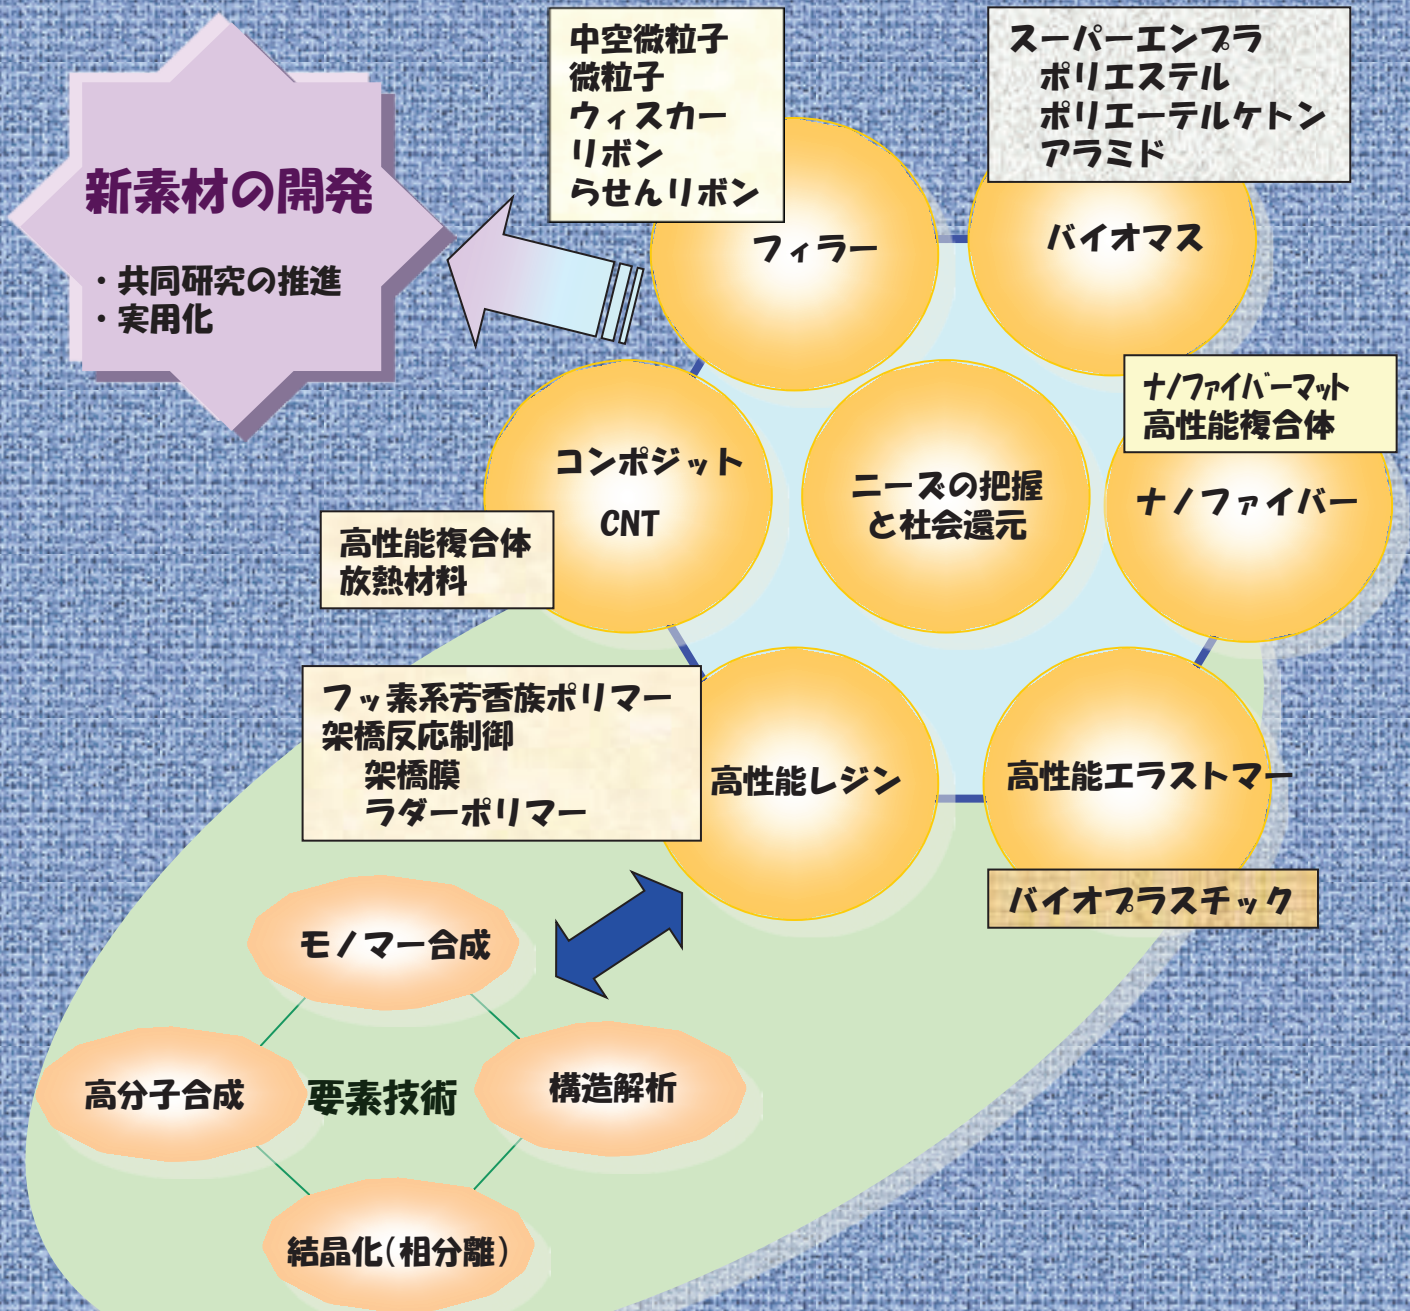 中空微粒子
微粒子
ウィスカー
リボン
らせんリボン
スーパーエンプラ
ポリエステル
ポリエーテルケトン
アラミド
新素材の開発
・共同研究の推進
・実用化
フィラー
バイオマス
ナノファイバーマット
高性能複合体
コンポジット
CNT
ニーズの把握
と社会還元
ナノファイバー
高性能複合体
放熱材料
フッ素系芳香族ポリマー
架橋反応制御
架橋膜
ラダーポリマー
高性能レジン
高性能エラストマー
バイオプラスチック
モノマー合成
高分子合成
要素技術
構造解析
結晶化(相分離)